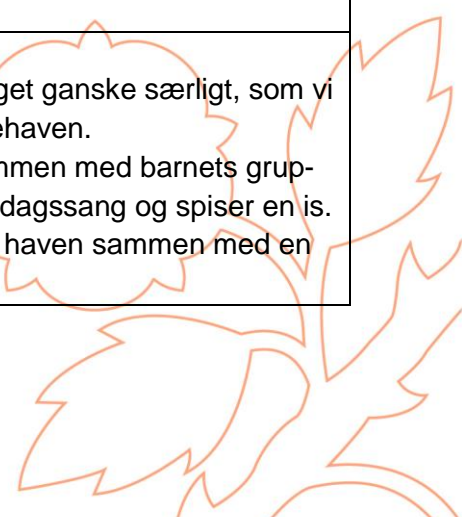 get ganske særligt, som vi
ehaven.
mmen med barnets grup-
dagssang og spiser en is.
haven sammen med en